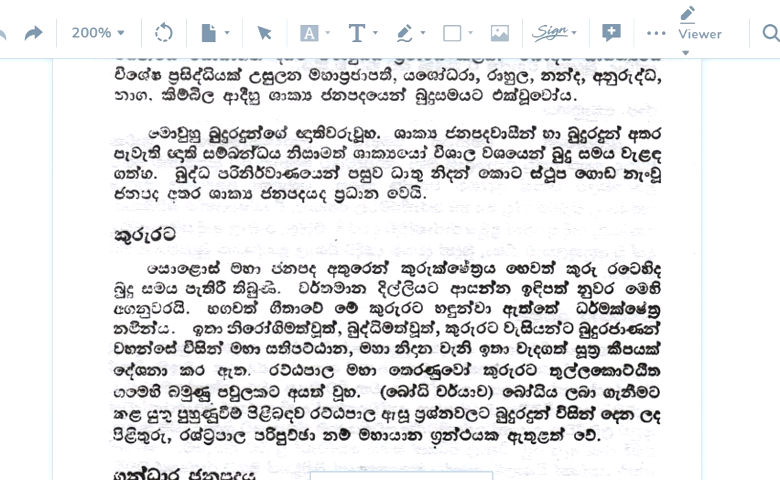 200%
Sign
Viewer
විශේෂ ප්‍රසිද්ධියක් උසුලන මහාප්‍රජාපතී, යශෝධරා, රාහුල, නන්ද, අනුරුද්ධ,
නාග. කිම්බිල ආදීහු ශාක්‍ය ජනපදයෙන් බුදුසමයට එක්වූවෝය.
මොවුහු බුදුරදුන්ගේ ඥාතිවරුවූහ. ශාක්‍ය ජනපදවාසීන් හා බුදුරදුන් අතර
පැවැති ඥාති සම්බන්ධය නිසාමත් ශාක්‍යයෝ විශාල වශයෙන් බුදු සමය වැළඳ
ගත්හ. බුද්ධ පරිනිර්වාණයෙන් පසුව ධාතු නිදන් කොට ස්ථූප ගොඩ නැංවූ
ජනපද අතර ශාක්‍ය ජනපදයද ප්‍රධාන වෙයි.
කුරුරට
සොළොස් මහා ජනපද අතුරෙන් කුරුක්ෂේත්‍රය හෙවත් කුරු රටෙහිද
බුදු සමය පැතිරී තිබුණි. වර්තමාන දිල්ලියට ආසන්න ඉඳිපත් නුවර මෙහි
අගනුවරයි. භගවත් ගීතාවේ මේ කුරුරට හඳුන්වා ඇත්තේ ධර්මක්ෂේත්‍ර
නමින්ය. ඉතා නිරෝගිමත්වූත්, බුද්ධිමත්වූත්, කුරුරට වැසියන්ට බුදුරජාණන්
වහන්සේ විසින් මහා සතිපට්ඨාන, මහා නිදාන වැනි ඉතා වැදගත් සූත්‍ර කීපයක්
දේශනා කර ඇත. රට්ඨපාල මහා තෙරණුවෝ කුරුරට තුල්ලකොට්ඨිත
ගමෙහි බමුණු පවුලකට අයත් වූහ. (බෝධි චර්යාව) බෝධිය ලබා ගැනීමට
කළ යුතු පුහුණුවීම් පිළිබඳව රට්ඨපාල ඇසූ ප්‍රශ්නවලට බුදුරදුන් විසින් දෙන ලද
පිළිතුරු, රාෂ්ට්‍රපාල පරිපුච්ඡා නම් මහායාන ග්‍රන්ථයක ඇතුළත් වේ.
ගන්ධාර ජනපදය